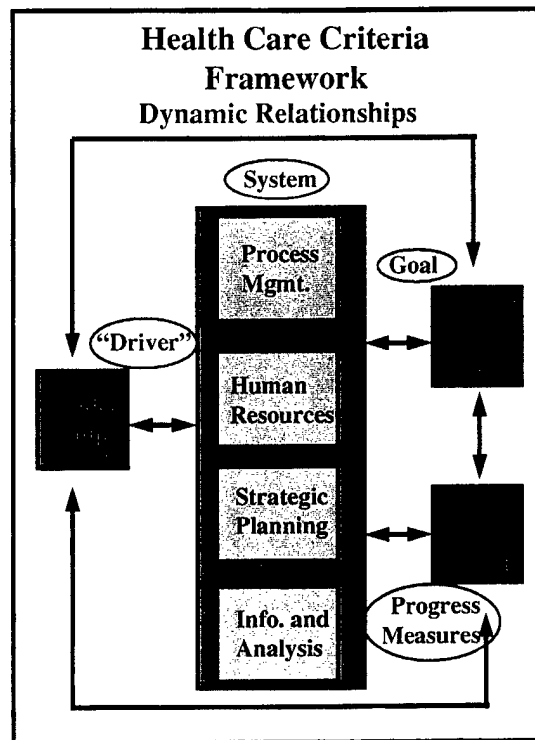 Health Care Criteria
Framework
Dynamic Relationships
System
Process
Mgmt.
Goal
“Driver”
Human
Resources
Strategic
Planning
Info. and
Analysis
Progress
Measures